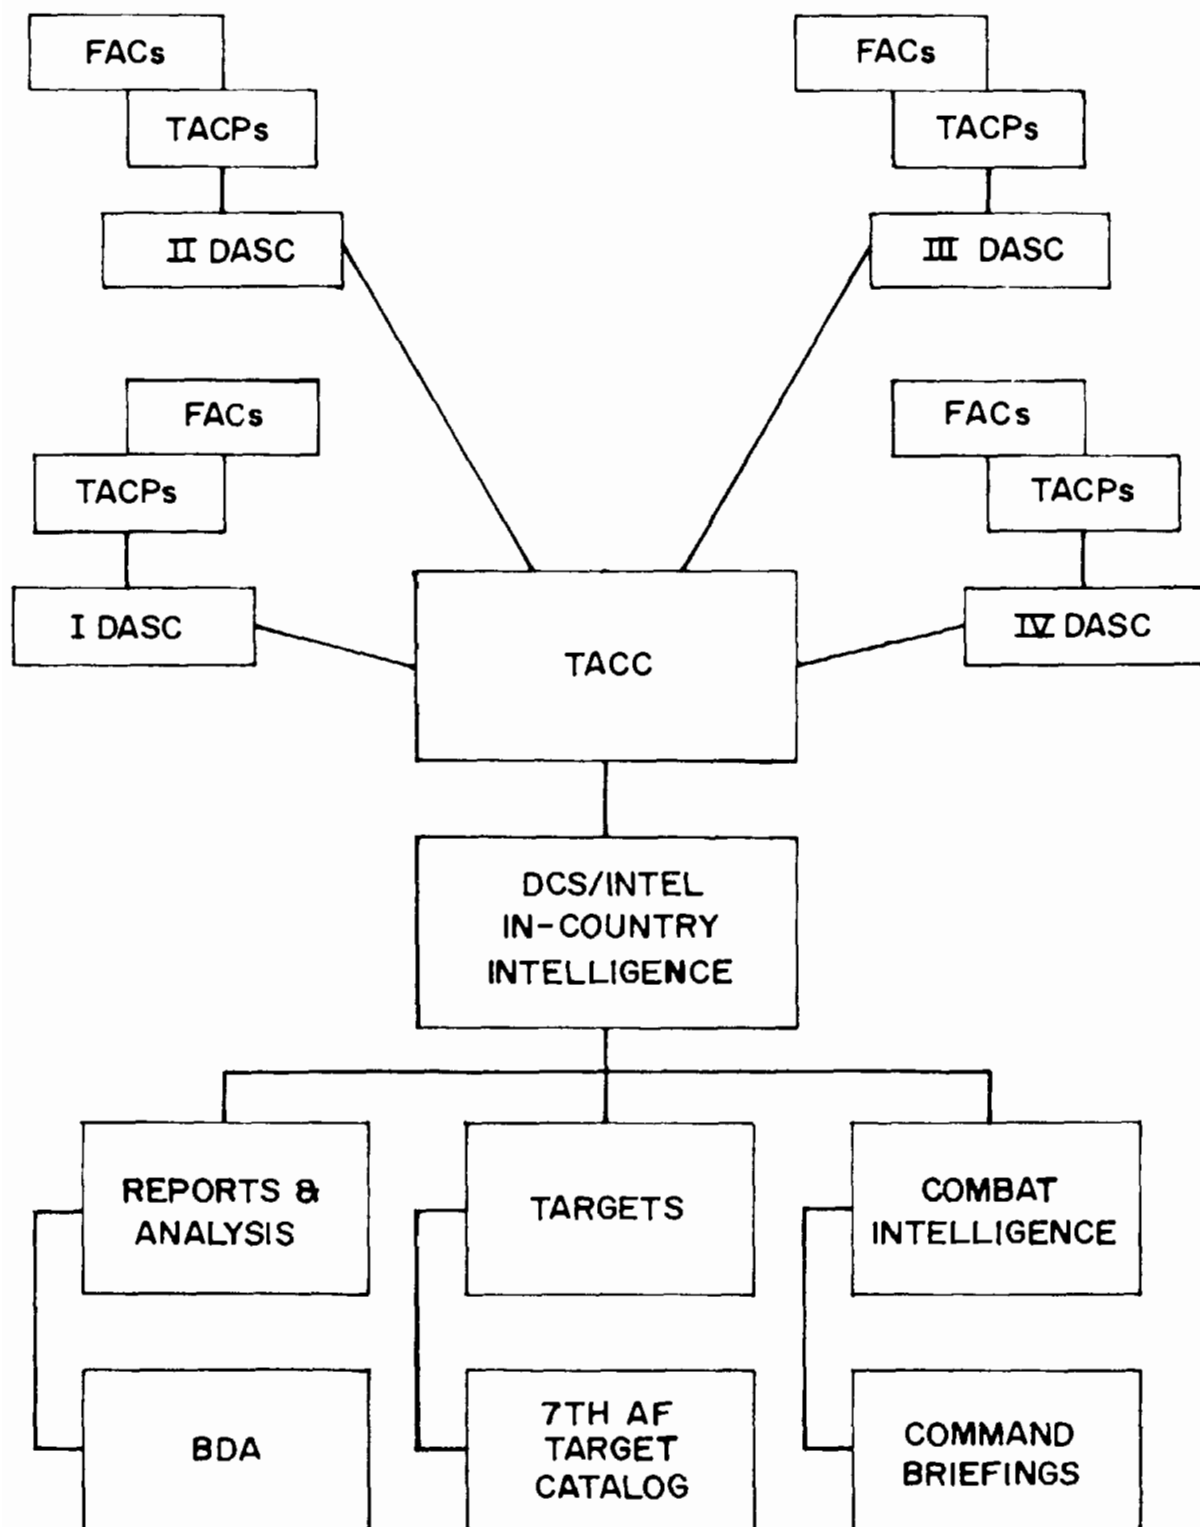 FACs
TACPs
II DASC
FACs
TACPs
III DASC
FACs
TACPs
I DASC
FACs
TACPs
IV DASC
TACC
DCS/INTEL
IN-COUNTRY
INTELLIGENCE
REPORTS &
ANALYSIS
TARGETS
COMBAT
INTELLIGENCE
BDA
7TH AF
TARGET
CATALOG
COMMAND
BRIEFINGS